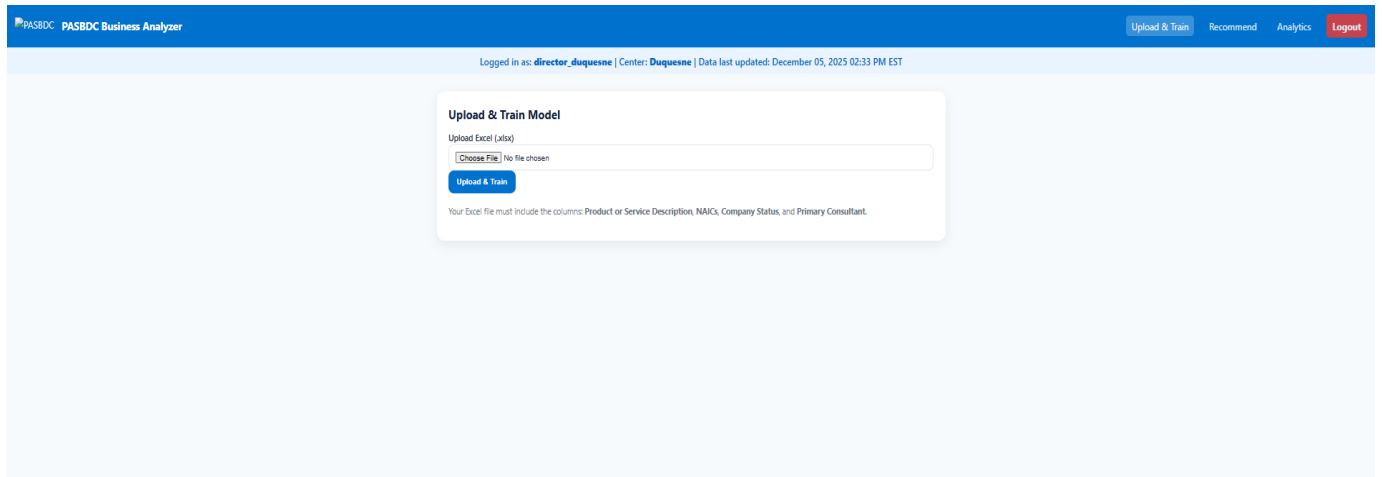 PASBDC PASBDC Business Analyzer
Upload & Train Recommend Analytics Logout
Logged in as: director_duquesne | Center: Duquesne | Data last updated: December 05, 2025 02:33 PM EST
Upload & Train Model
Upload Excel (.xlsx)
Choose File No file chosen
Upload & Train
Your Excel file must include the columns: Product or Service Description, NAICs, Company Status, and Primary Consultant.